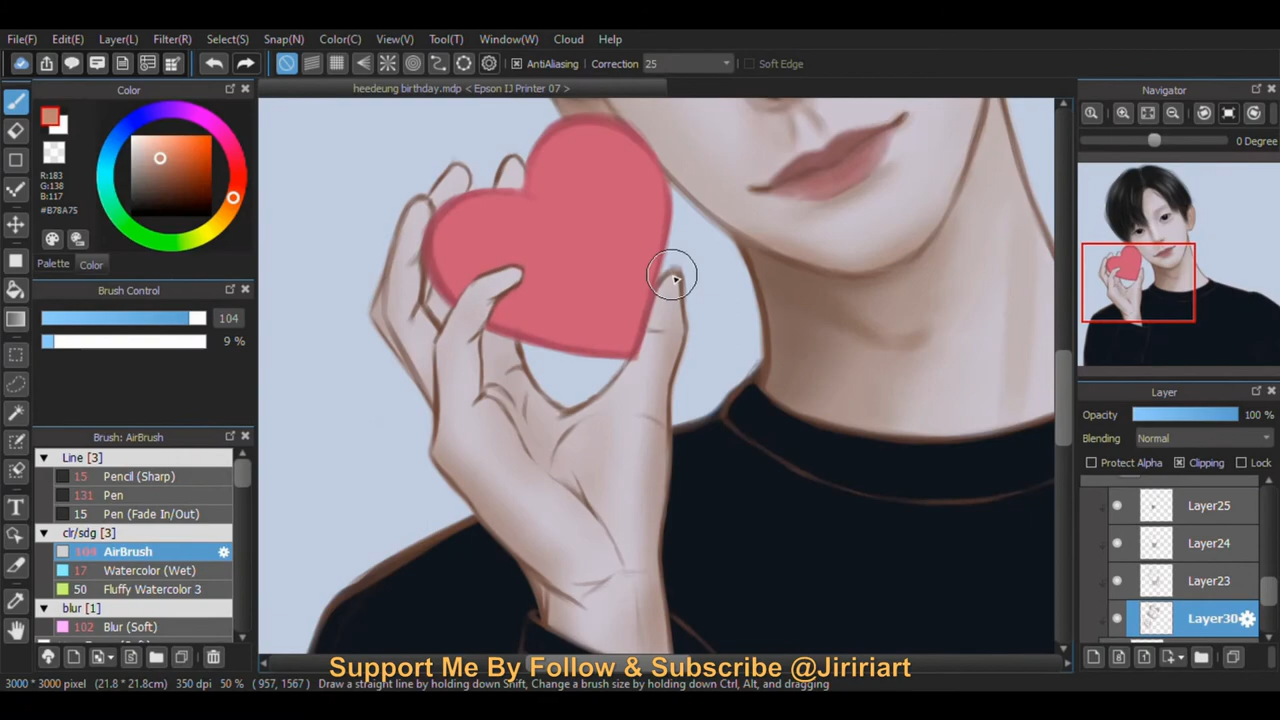 File(F) Edit(E) Layer(L) Filter(R) Select(S) Snap(N) Color(C) View(V) Tool(T) Window(W) Cloud Help
AntiAliasing Correction 25 Soft Edge
Color
heedeung birthday.mdp < Epson IJ Printer 07 >
Navigator
0 Degree
R:183
G:138
B:117
#B78A75
Palette Color
Brush Control
104
9 %
Brush: AirBrush
Line [3]
15 Pencil (Sharp)
131 Pen
15 Pen (Fade In/Out)
clr/sdg [3]
104 AirBrush
17 Watercolor (Wet)
50 Fluffy Watercolor 3
blur [1]
102 Blur (Soft)
Layer
Opacity 100 %
Blending Normal
Protect Alpha Clipping Lock
Layer25
Layer24
Layer23
Layer30
Support Me By Follow & Subscribe @Jiririart
3000 * 3000 pixel (21.8 * 21.8cm) 350 dpi 50 % ( 957, 1567 ) Draw a straight line by holding down Shift, Change a brush size by holding down Ctrl, Alt, and dragging